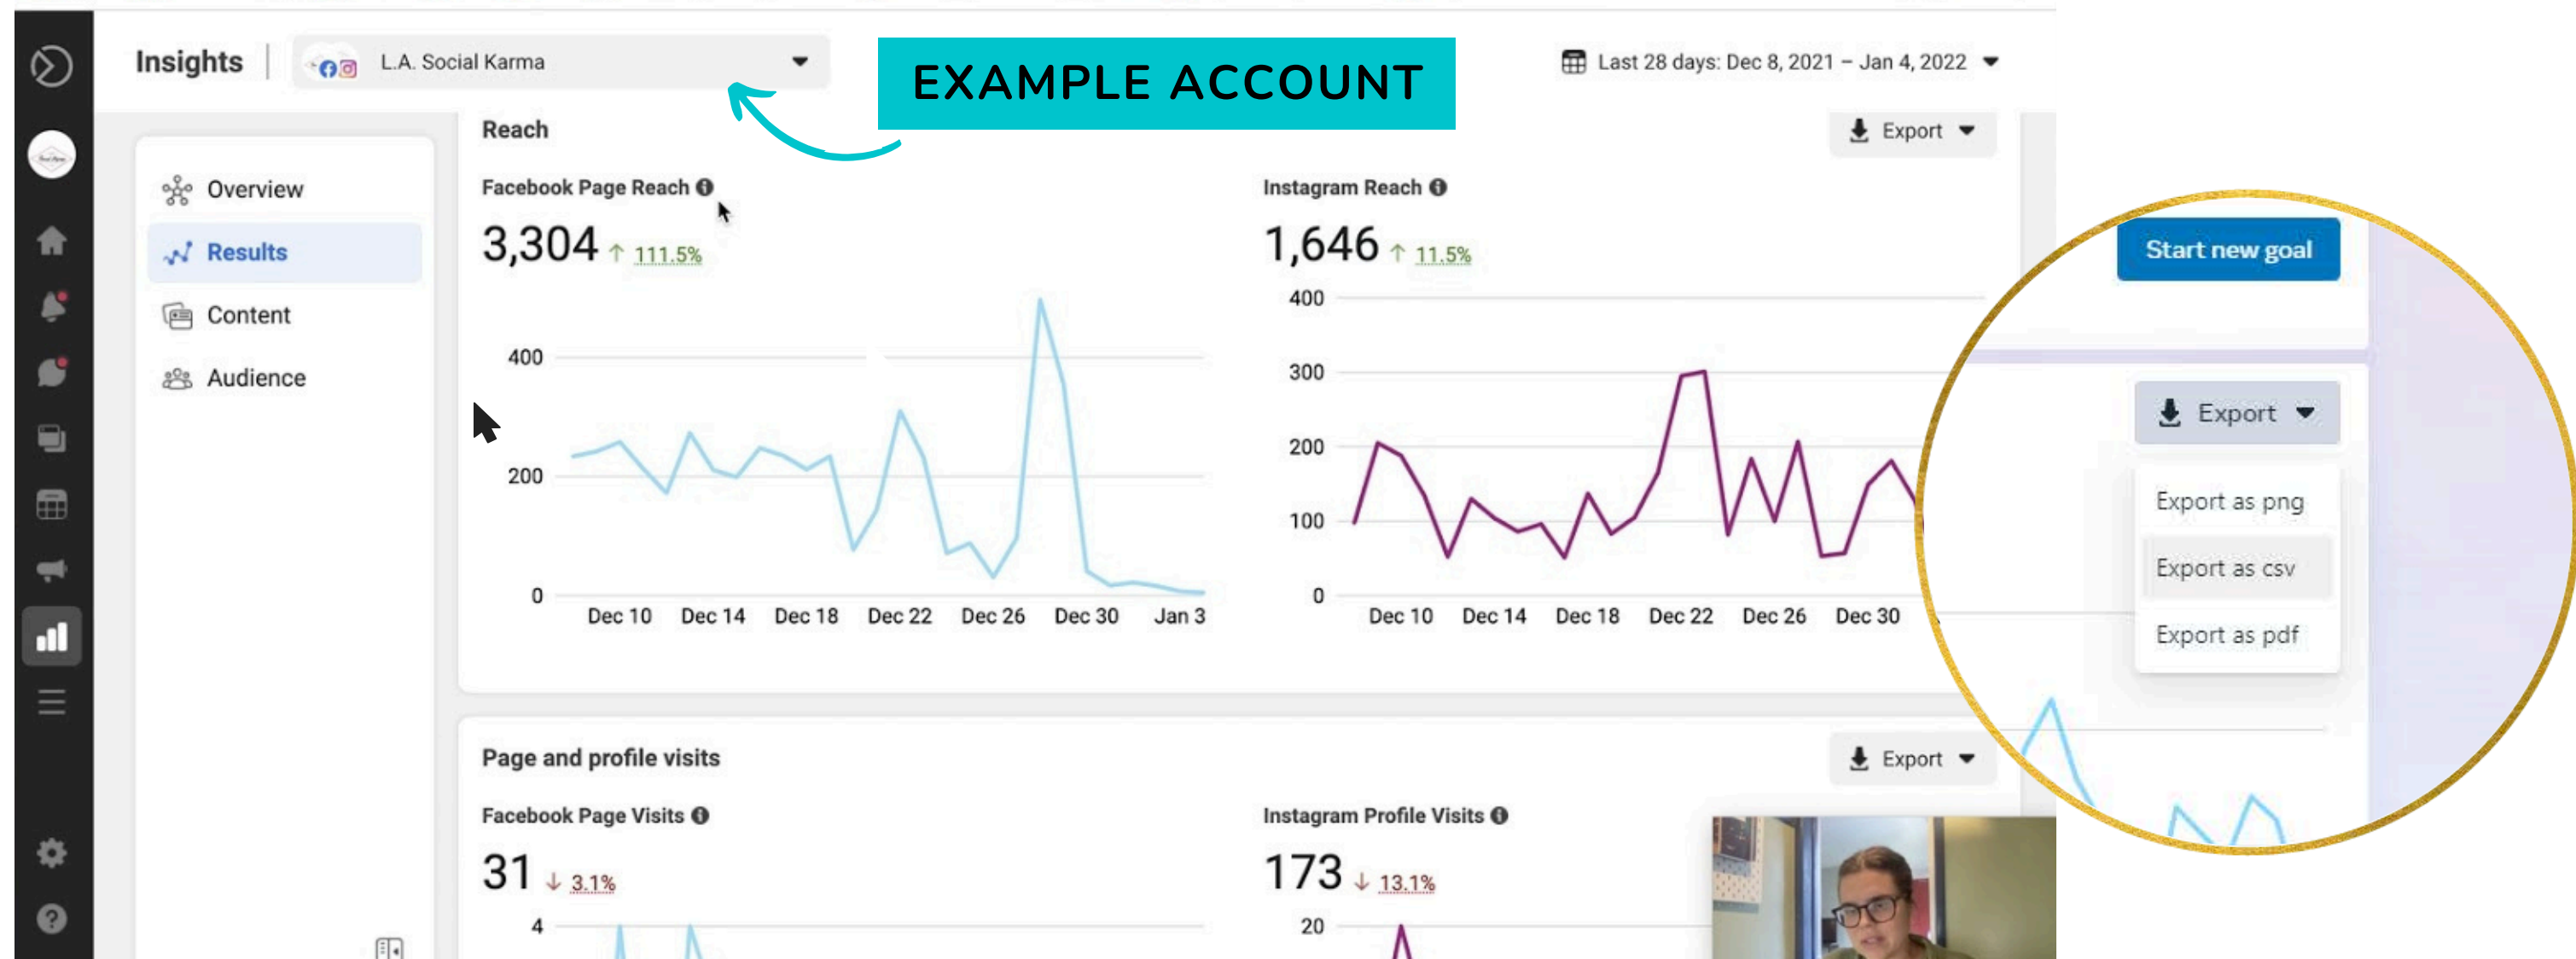 Insights
L.A. Social Karma
EXAMPLE ACCOUNT
Last 28 days: Dec 8, 2021 – Jan 4, 2022
Overview
Results
Content
Audience
Reach
Export
Facebook Page Reach
3,304 ↑ 111.5%
400
200
0
Dec 10 Dec 14 Dec 18 Dec 22 Dec 26 Dec 30 Jan 3
Instagram Reach
1,646 ↑ 11.5%
400
300
200
100
0
Dec 10 Dec 14 Dec 18 Dec 22 Dec 26 Dec 30
Start new goal
Export
Export as png
Export as csv
Export as pdf
Page and profile visits
Export
Facebook Page Visits
31 ↓ 3.1%
4
Instagram Profile Visits
173 ↓ 13.1%
20